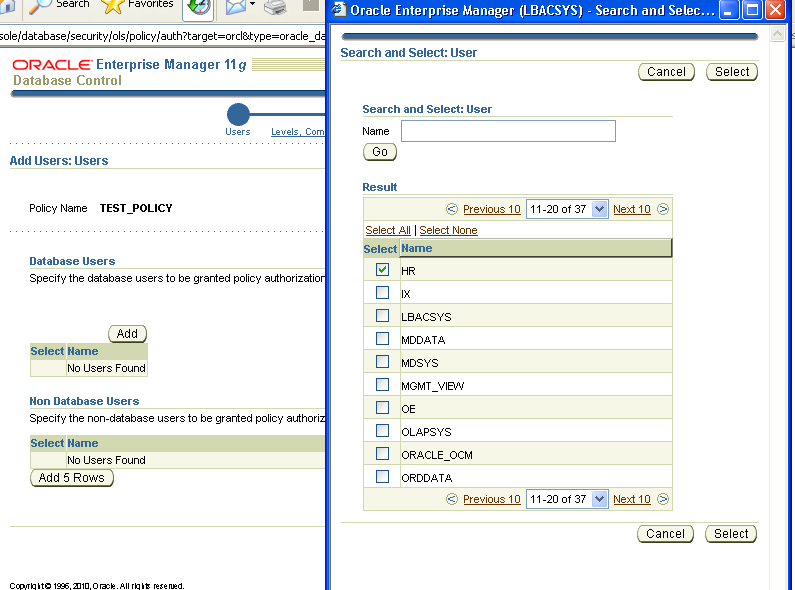 Search Favorites
sole/database/security/ols/policy/auth?target=orcl&type=oracle_da
ORACLE Enterprise Manager 11g
Database Control
Users Levels, Com
Add Users: Users
Policy Name TEST_POLICY
Database Users
Specify the database users to be granted policy authorization
Add
Select Name
No Users Found
Non Database Users
Specify the non-database users to be granted policy authoriz
Select Name
No Users Found
Add 5 Rows
Copyright © 1996, 2010, Oracle. All rights reserved.
Oracle Enterprise Manager (LBACSYS) - Search and Selec...
Search and Select: User
Cancel Select
Search and Select: User
Name
Go
Result
Previous 10 11-20 of 37 Next 10
Select All | Select None
Select Name
HR
IX
LBACSYS
MDDATA
MDSYS
MGMT_VIEW
OE
OLAPSYS
ORACLE_OCM
ORDDATA
Previous 10 11-20 of 37 Next 10
Cancel Select